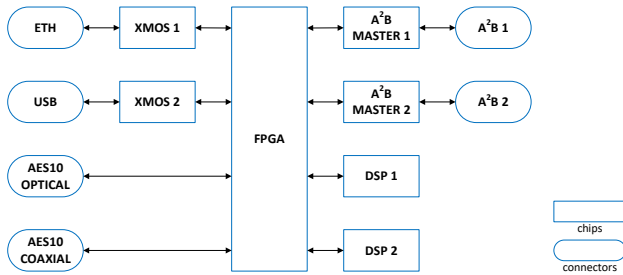 ETH
XMOS 1
A²B
MASTER 1
A²B 1
USB
XMOS 2
A²B
MASTER 2
A²B 2
FPGA
AES10
OPTICAL
DSP 1
AES10
COAXIAL
DSP 2
chips
connectors